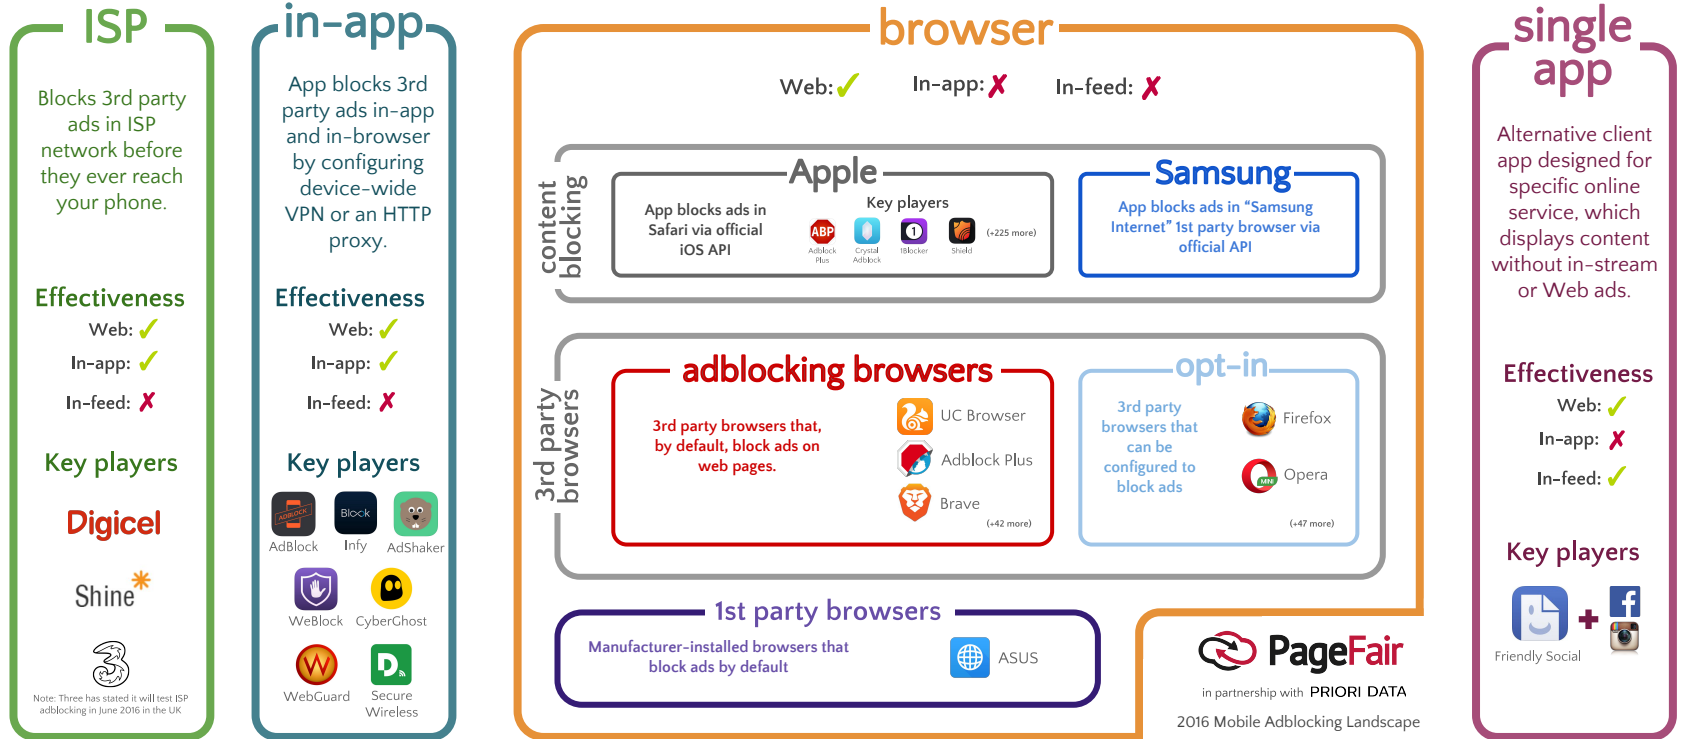 ISP
Blocks 3rd party
ads in ISP
network before
they ever reach
your phone.
Effectiveness
Web: ✓
In-app: ✓
In-feed: ✗
Key players
Digicel
Shine
3
Note: Three has stated it will test ISP
adblocking in June 2016 in the UK
in-app
App blocks 3rd
party ads in-app
and in-browser
by configuring
device-wide
VPN or an HTTP
proxy.
Effectiveness
Web: ✓
In-app: ✓
In-feed: ✗
Key players
ADBLOCK
AdBlock
Block
Infy
AdShaker
WeBlock
CyberGhost
W
WebGuard
D.
Secure
Wireless
browser
Web: ✓ In-app: ✗ In-feed: ✗
content
blocking
Apple
App blocks ads in
Safari via official
iOS API
Key players
ABP
Adblock
Plus
Crystal
Adblock
1
1Blocker
Shield
(+225 more)
Samsung
App blocks ads in “Samsung
Internet” 1st party browser via
official API
3rd party
browsers
adblocking browsers
3rd party browsers that,
by default, block ads on
web pages.
UC Browser
Adblock Plus
Brave
(+42 more)
opt-in
3rd party
browsers that
can be
configured to
block ads
Firefox
MINI
Opera
(+47 more)
1st party browsers
Manufacturer-installed browsers that
block ads by default
ASUS
PageFair
in partnership with PRIORI DATA
2016 Mobile Adblocking Landscape
single
app
Alternative client
app designed for
specific online
service, which
displays content
without in-stream
or Web ads.
Effectiveness
Web: ✓
In-app: ✗
In-feed: ✓
Key players
+
f
Friendly Social